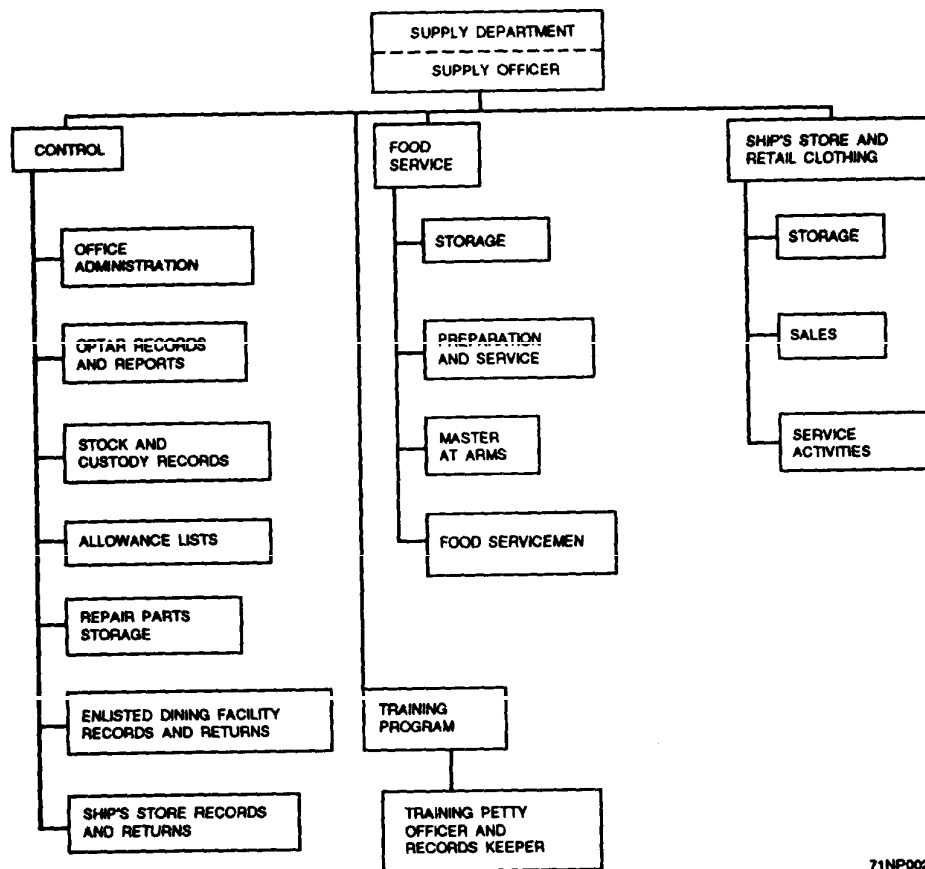 SUPPLY DEPARTMENT
SUPPLY OFFICER
CONTROL
OFFICE
ADMINISTRATION
OPTAR RECORDS
AND REPORTS
STOCK AND
CUSTODY RECORDS
ALLOWANCE LISTS
REPAIR PARTS
STORAGE
ENLISTED DINING FACILITY
RECORDS AND RETURNS
SHIP'S STORE RECORDS
AND RETURNS
FOOD
SERVICE
STORAGE
PREPARATION
AND SERVICE
MASTER
AT ARMS
FOOD SERVICEMEN
TRAINING
PROGRAM
TRAINING PETTY
OFFICER AND
RECORDS KEEPER
SHIP'S STORE AND
RETAIL CLOTHING
STORAGE
SALES
SERVICE
ACTIVITIES
71NP002